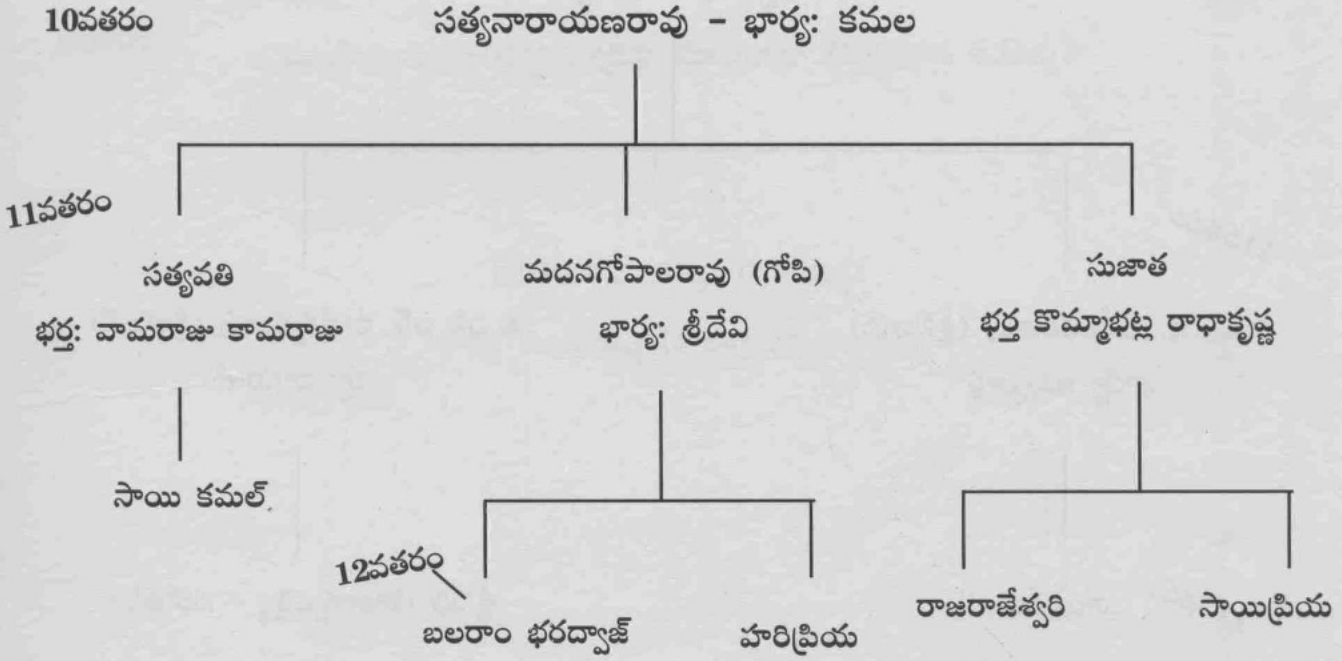 10వతరం
సత్యనారాయణరావు - భార్య: కమల
11వతరం
సత్యవతి
భర్త: వామరాజు కామరాజు
మదనగోపాలరావు (గోపి)
భార్య: శ్రీదేవి
సుజాత
భర్త కొమ్మాభట్ల రాధాకృష్ణ
సాయి కమల్
12వతరం
బలరాం భరద్వాజ్
హరిప్రియ
రాజరాజేశ్వరి
సాయిప్రియ